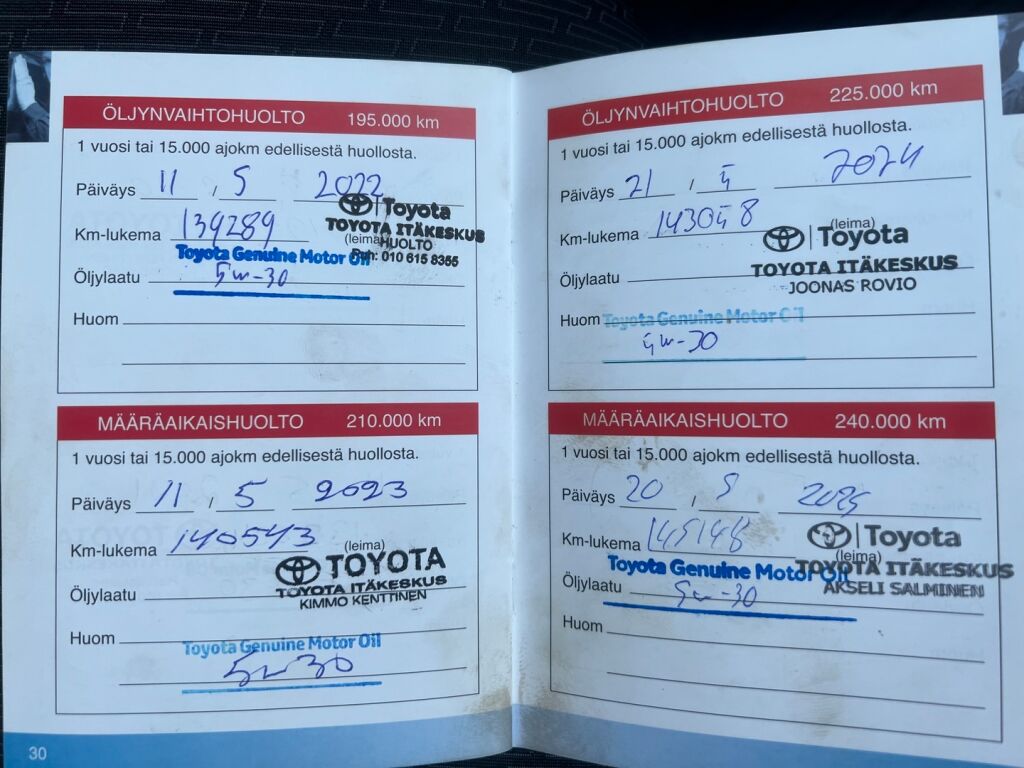 ÖLJYNVAIHTOHUOLTO 195.000 km
1 vuosi tai 15.000 ajokm edellisestä huollosta.
Päiväys 11 / 5 2022
Toyota
TOYOTA ITÄKESKUS
Km-lukema 139289 (leima)
HUOLTO
Puh: 010 615 8355
Toyota Genuine Motor Oil
Öljylaatu 5w-30
Huom
MÄÄRÄAIKAISHUOLTO 210.000 km
1 vuosi tai 15.000 ajokm edellisestä huollosta.
Päiväys 11 / 5 2023
Km-lukema 140543 (leima)
TOYOTA
TOYOTA ITÄKESKUS
Öljylaatu
KIMMO KENTTINEN
Huom
Toyota Genuine Motor Oil
5w-30
30
ÖLJYNVAIHTOHUOLTO 225.000 km
1 vuosi tai 15.000 ajokm edellisestä huollosta.
Päiväys 21 / 5 2024
Km-lukema 143058 (leima)
Toyota
TOYOTA ITÄKESKUS
Öljylaatu
JOONAS ROVIO
Huom Toyota Genuine Motor Oil
5w-30
MÄÄRÄAIKAISHUOLTO 240.000 km
1 vuosi tai 15.000 ajokm edellisestä huollosta.
Päiväys 20 / 5 2025
Toyota
Km-lukema 145148 (leima)
Toyota Genuine Motor Oil
TOYOTA ITÄKESKUS
Öljylaatu 5w-30
AKSELI SALMINEN
Huom